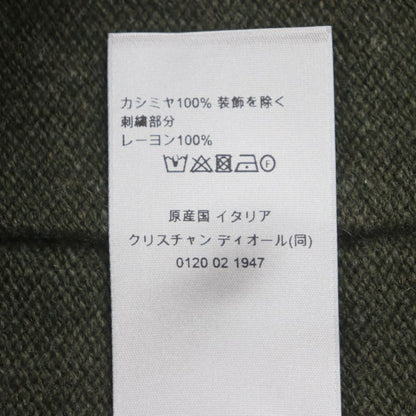 カシミヤ100% 装飾を除く
刺繍部分
レーヨン100%
原産国 イタリア
クリスチャン ディオール(同)
0120 02 1947